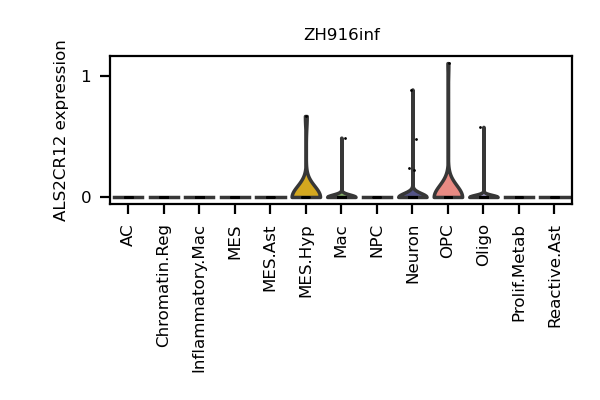 ZH916inf
ALS2CR12 expression
1
0
AC
Chromatin.Reg
Inflammatory.Mac
MES
MES.Ast
MES.Hyp
Mac
NPC
Neuron
OPC
Oligo
Prolif.Metab
Reactive.Ast